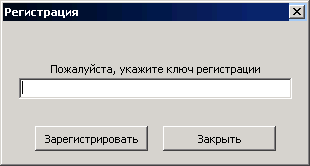 Регистрация
Пожалуйста, укажите ключ регистрации
Зарегистрировать
Закрыть